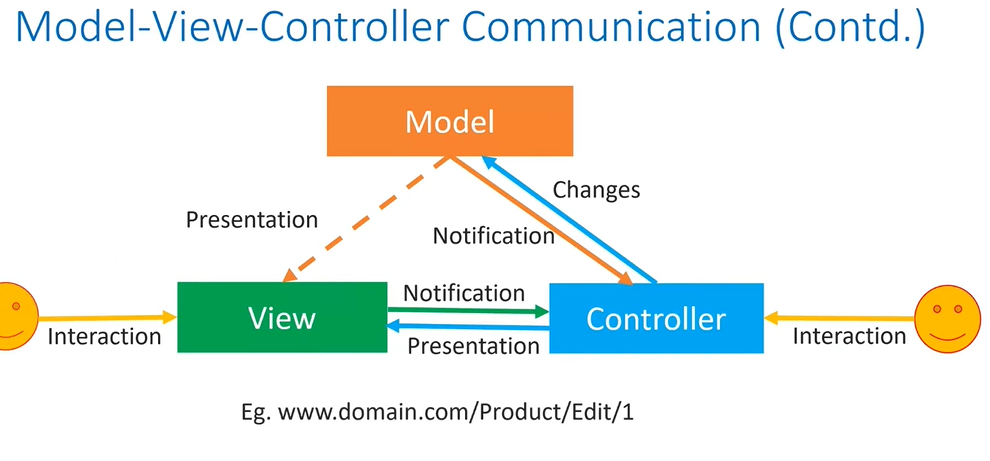 Model-View-Controller Communication (Contd.)
Model
Changes
Presentation
Notification
View
Notification
Controller
Presentation
Interaction
Interaction
Eg. www.domain.com/Product/Edit/1